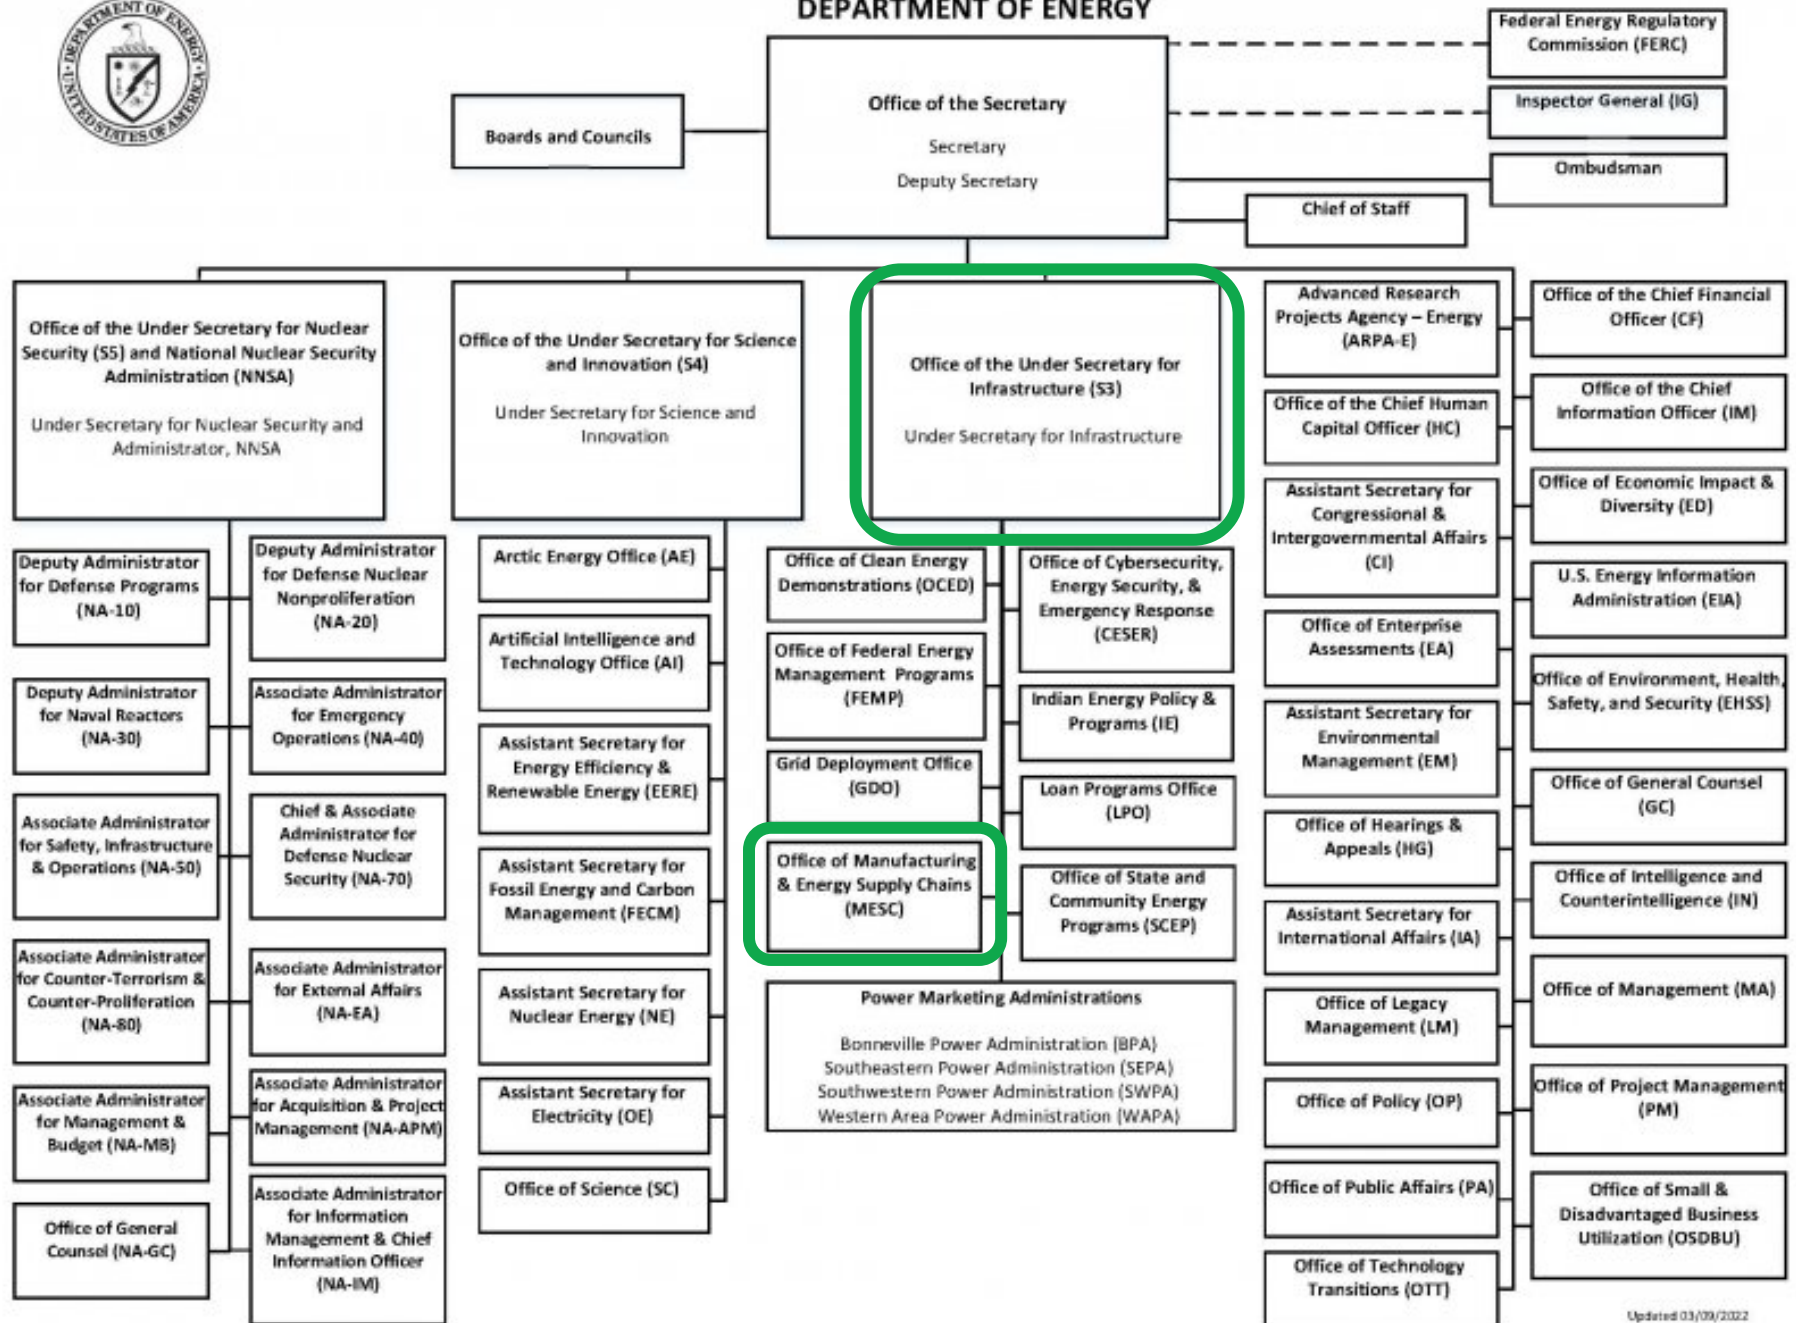 DEPARTMENT OF ENERGY
DEPARTMENT OF ENERGY
UNITED STATES OF AMERICA
Office of the Secretary
Secretary
Deputy Secretary
Boards and Councils
Federal Energy Regulatory
Commission (FERC)
Inspector General (IG)
Ombudsman
Chief of Staff
Office of the Under Secretary for Nuclear
Security (S5) and National Nuclear Security
Administration (NNSA)
Under Secretary for Nuclear Security and
Administrator, NNSA
Deputy Administrator
for Defense Programs
(NA-10)
Deputy Administrator
for Defense Nuclear
Nonproliferation
(NA-20)
Deputy Administrator
for Naval Reactors
(NA-30)
Associate Administrator
for Emergency
Operations (NA-40)
Associate Administrator
for Safety, Infrastructure
& Operations (NA-50)
Chief & Associate
Administrator for
Defense Nuclear
Security (NA-70)
Associate Administrator
for Counter-Terrorism &
Counter-Proliferation
(NA-80)
Associate Administrator
for External Affairs
(NA-EA)
Associate Administrator
for Management &
Budget (NA-MB)
Associate Administrator
for Acquisition & Project
Management (NA-APM)
Office of General
Counsel (NA-GC)
Associate Administrator
for Information
Management & Chief
Information Officer
(NA-IM)
Office of the Under Secretary for Science
and Innovation (S4)
Under Secretary for Science and
Innovation
Arctic Energy Office (AE)
Artificial Intelligence and
Technology Office (AI)
Assistant Secretary for
Energy Efficiency &
Renewable Energy (EERE)
Assistant Secretary for
Fossil Energy and Carbon
Management (FECM)
Assistant Secretary for
Nuclear Energy (NE)
Assistant Secretary for
Electricity (OE)
Office of Science (SC)
Office of the Under Secretary for
Infrastructure (S3)
Under Secretary for Infrastructure
Office of Clean Energy
Demonstrations (OCED)
Office of Cybersecurity,
Energy Security, &
Emergency Response
(CESER)
Office of Federal Energy
Management Programs
(FEMP)
Indian Energy Policy &
Programs (IE)
Grid Deployment Office
(GDO)
Loan Programs Office
(LPO)
Office of Manufacturing
& Energy Supply Chains
(MESC)
Office of State and
Community Energy
Programs (SCEP)
Power Marketing Administrations
Bonneville Power Administration (BPA)
Southeastern Power Administration (SEPA)
Southwestern Power Administration (SWPA)
Western Area Power Administration (WAPA)
Advanced Research
Projects Agency – Energy
(ARPA-E)
Office of the Chief Financial
Officer (CF)
Office of the Chief Human
Capital Officer (HC)
Office of the Chief
Information Officer (IM)
Assistant Secretary for
Congressional &
Intergovernmental Affairs
(CI)
Office of Economic Impact &
Diversity (ED)
Office of Enterprise
Assessments (EA)
U.S. Energy Information
Administration (EIA)
Assistant Secretary for
Environmental
Management (EM)
Office of Environment, Health,
Safety, and Security (EHSS)
Office of Hearings &
Appeals (HG)
Office of General Counsel
(GC)
Assistant Secretary for
International Affairs (IA)
Office of Intelligence and
Counterintelligence (IN)
Office of Legacy
Management (LM)
Office of Management (MA)
Office of Policy (OP)
Office of Project Management
(PM)
Office of Public Affairs (PA)
Office of Small &
Disadvantaged Business
Utilization (OSDBU)
Office of Technology
Transitions (OTT)
Updated 03/09/2022